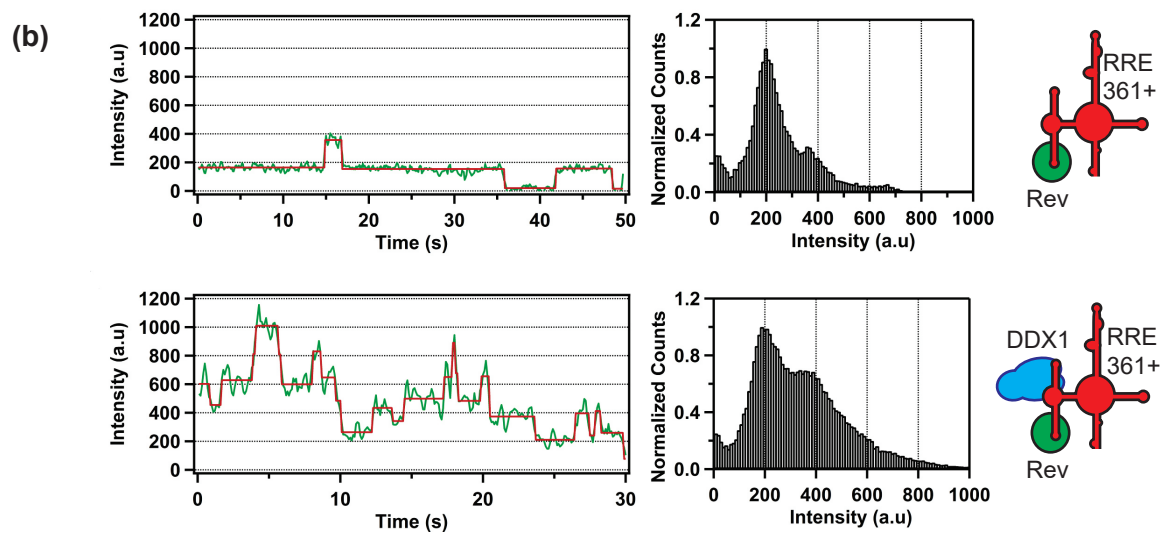 (b)
1200
1000
800
600
400
200
0
Intensity (a.u)
0 10 20 30 40 50
Time (s)
1.2
0.8
0.4
0.0
Normalized Counts
0 200 400 600 800 1000
Intensity (a.u)
RRE
361+
Rev
1200
1000
800
600
400
200
0
Intensity (a.u)
0 10 20 30
Time (s)
1.2
0.8
0.4
0.0
Normalized Counts
0 200 400 600 800 1000
Intensity (a.u)
DDX1
RRE
361+
Rev